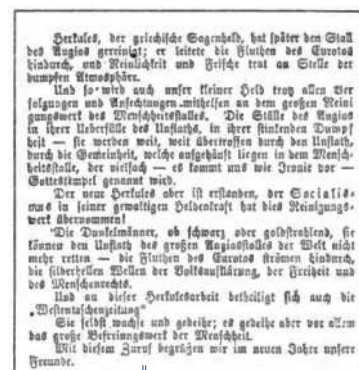 Herkules, der griechische Sagenheld, hat später den Stall
des Augias gereinigt; er leitete die Fluthen des Eurotas
hindurch, und Reinlichkeit und Frische trat an Stelle der
dumpfen Atmosphäre.
Und so wird auch unser kleiner Held trotz allen Ver
folgungen und Anfechtungen mithelfen an dem großen Reini
gungswerk des Menschheitsstalles. Die Ställe des Augias
in ihrer Ueberfülle des Unflaths, in ihrer stinkenden Dumpf
heit — sie werden weit, weit übertroffen durch den Unflath,
durch die Gemeinheit, welche aufgehäuft liegen in dem Mensch-
heitsstalle, der vielfach — es kommt uns wie Ironie vor —
Gottestempel genannt wird.
Der neue Herkules aber ist erstanden, der Socialis-
mus in seiner gewaltigen Heldenkraft hat dies Reinigungs-
werk übernommen!
Die Dunkelmänner, ob schwarz oder goldstrahlend, sie
können den Unflath des großen Augiasstalles der Welt nicht
mehr retten — die Fluthen des Eurotas strömen hindurch,
die silberhellen Wellen der Volksaufklärung, der Freiheit und
des Menschenrechts.
Und an dieser Herkulesarbeit betheiligt sich auch die
„Westentaschenzeitung"
Sie selbst wachse und gedeihe; es gedeihe aber vor allem
das große Befreiungswerk der Menschheit.
Mit diesem Zuruf begrüßen wir im neuen Jahre unsere
Freunde.